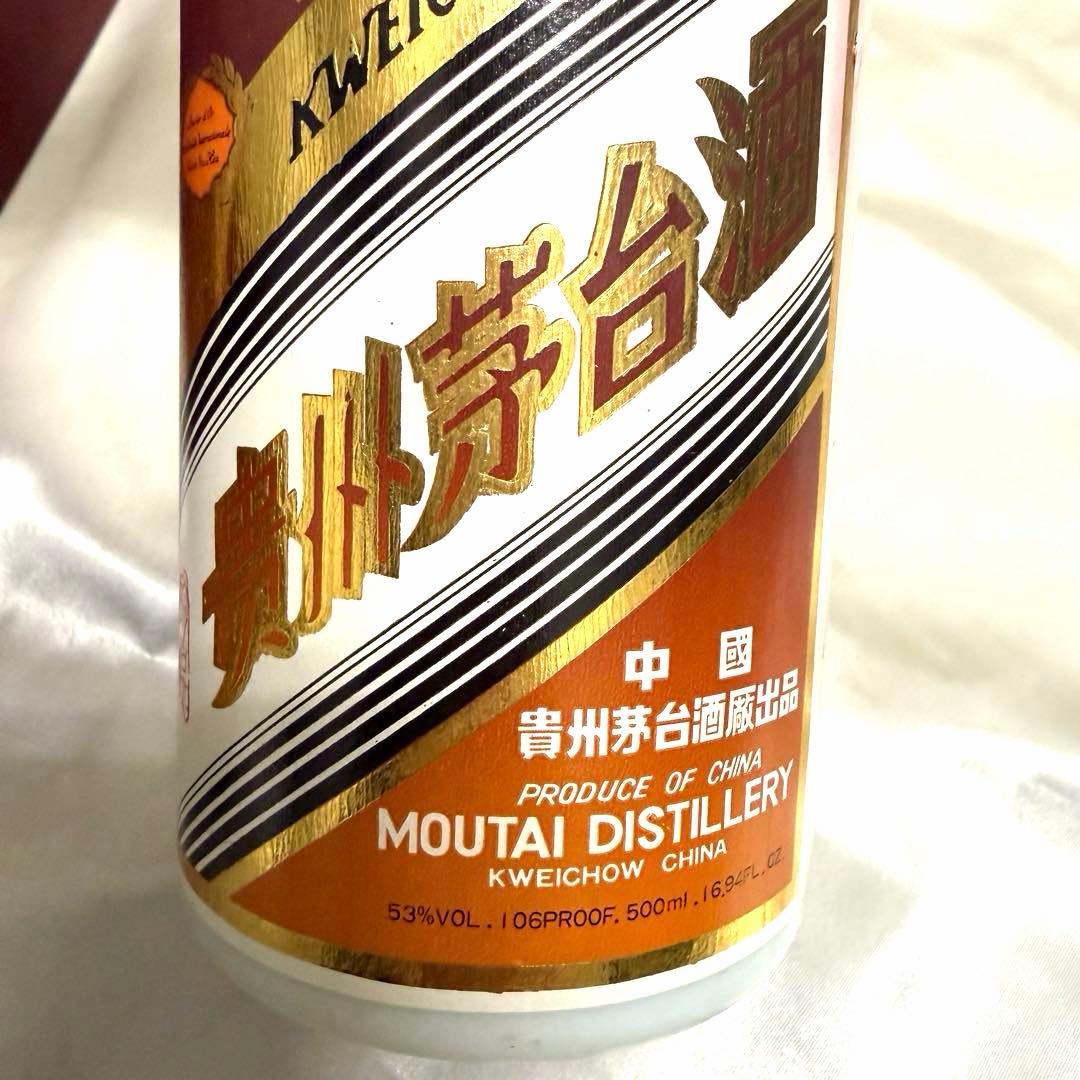 KWEIC
貴州茅台酒
中國
貴州茅台酒廠出品
PRODUCE OF CHINA
MOUTAI DISTILLERY
KWEICHOW CHINA
53%VOL. 106PROOF. 500ml. 16.94FL. OZ.